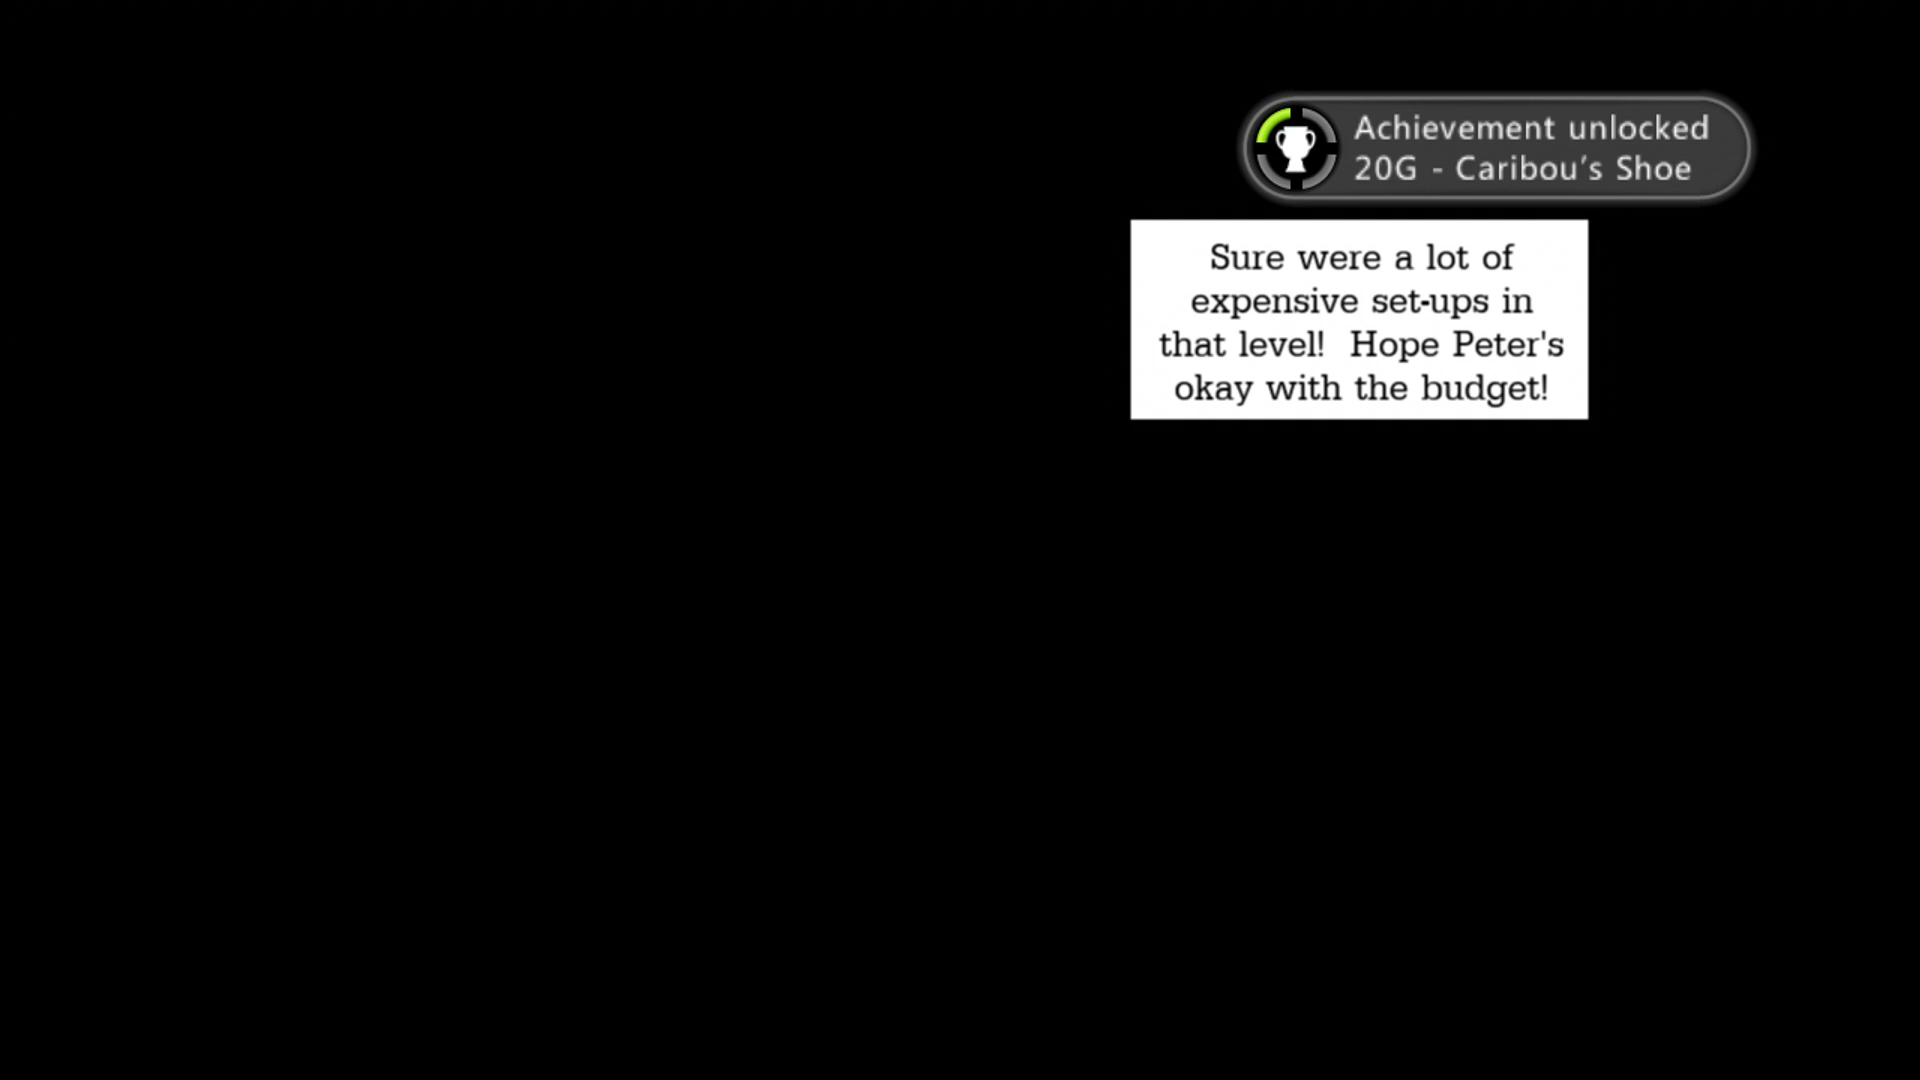 Achievement unlocked
20G - Caribou's Shoe
Sure were a lot of
expensive set-ups in
that level!  Hope Peter's
okay with the budget!